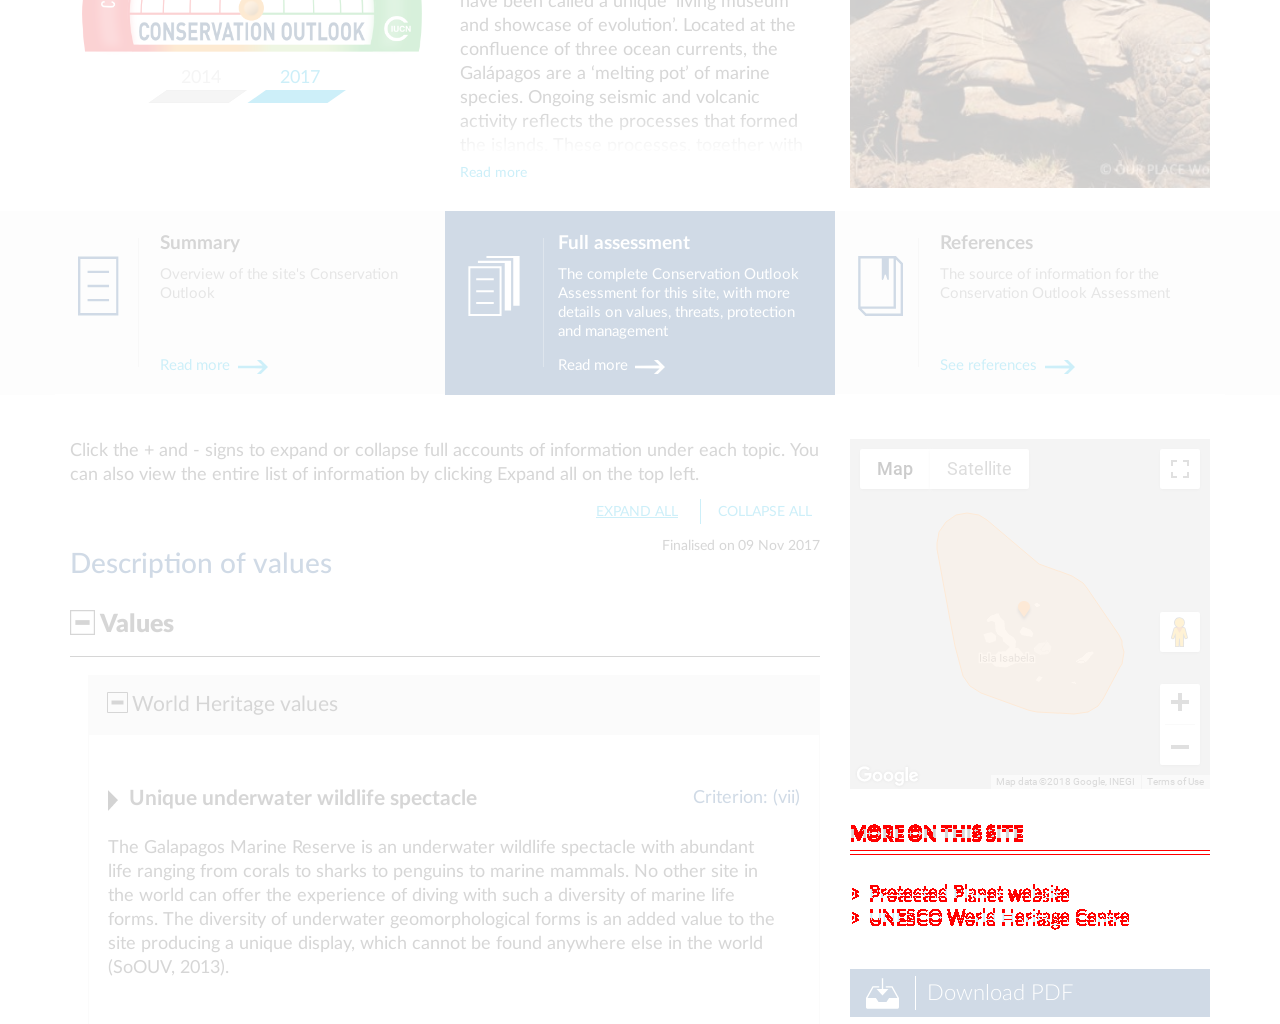 have been called a unique ‘living museum
and showcase of evolution’. Located at the
confluence of three ocean currents, the
Galápagos are a ‘melting pot’ of marine
species. Ongoing seismic and volcanic
activity reflects the processes that formed
the islands. These processes, together with
Read more
CONSERVATION OUTLOOK
IUCN
2014
2017
© OUR PLACE Wo
Summary
Overview of the site's Conservation
Outlook
Read more
Full assessment
The complete Conservation Outlook
Assessment for this site, with more
details on values, threats, protection
and management
Read more
References
The source of information for the
Conservation Outlook Assessment
See references
Click the + and - signs to expand or collapse full accounts of information under each topic. You
can also view the entire list of information by clicking Expand all on the top left.
EXPAND ALL
COLLAPSE ALL
Finalised on 09 Nov 2017
Description of values
Values
World Heritage values
Unique underwater wildlife spectacle
Criterion: (vii)
The Galapagos Marine Reserve is an underwater wildlife spectacle with abundant
life ranging from corals to sharks to penguins to marine mammals. No other site in
the world can offer the experience of diving with such a diversity of marine life
forms. The diversity of underwater geomorphological forms is an added value to the
site producing a unique display, which cannot be found anywhere else in the world
(SoOUV, 2013).
Map
Satellite
Isla Isabela
Google
Map data ©2018 Google, INEGI
Terms of Use
MORE ON THIS SITE
> Protected Planet website
> UNESCO World Heritage Centre
Download PDF